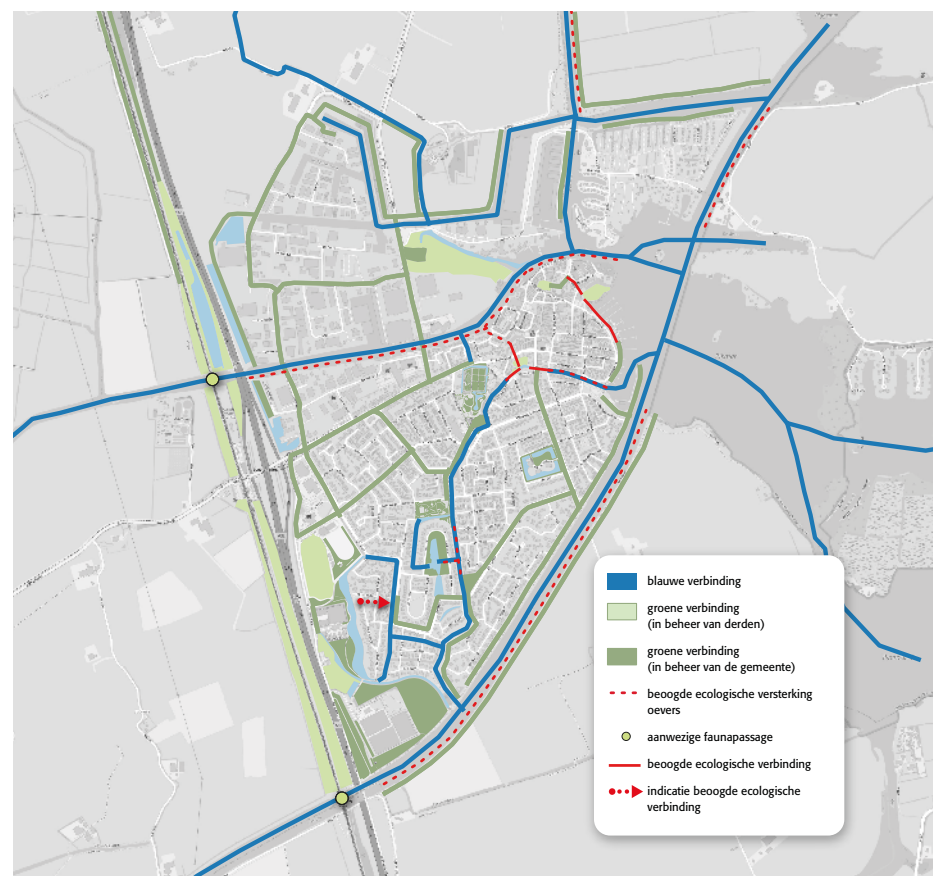 blauwe verbinding
groene verbinding
(in beheer van derden)
groene verbinding
(in beheer van de gemeente)
beoogde ecologische versterking
oevers
aanwezige faunapassage
beoogde ecologische verbinding
indicatie beoogde ecologische
verbinding